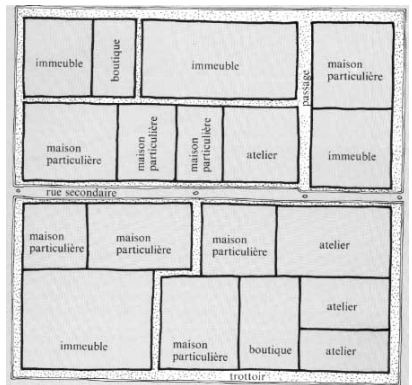 immeuble
boutique
immeuble
maison
particulière
passage
maison
particulière
maison
particulière
maison
particulière
atelier
immeuble
rue secondaire
maison
particulière
maison
particulière
maison
particulière
atelier
immeuble
maison
particulière
boutique
atelier
atelier
trottoir